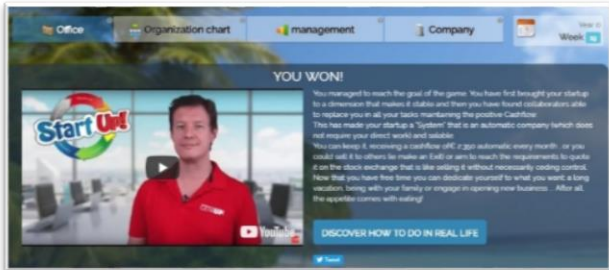 Office
Organization chart
management
Company
Year
Week
YOU WON!
You managed to reach the goal of the game. You have first brought your startup
to a dimension that makes it stable and then you have found collaborators able
to replace you in all your tasks mantaining the positive Cashflow
This has made your startup a "System" that is an automatic company (which does
not require your direct work) and salable.
You can keep it, receiving a cashflow of € 2.350 automatic every month , or you
could sell it to others (ie make an Exit) or aim to reach the requirements to quote
it on the stock exchange that is like selling it without necessarily ceding control.
Now that you have free time you can dedicate yourself to what you want: a long
vacation, being with your family or engage in opening new business ... After all,
the appetite comes with eating!
Start Up!
YouTube
DISCOVER HOW TO DO IN REAL LIFE
Tweet